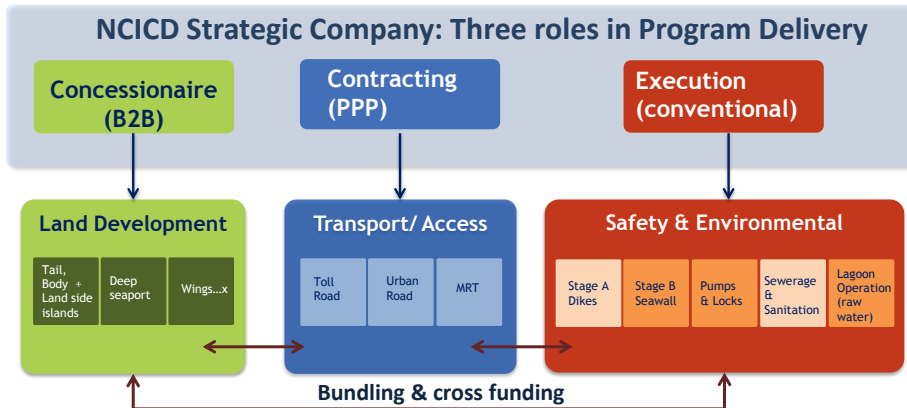 NCICD Strategic Company: Three roles in Program Delivery
Concessionaire
(B2B)
Contracting
(PPP)
Execution
(conventional)
Land Development
Tail,
Body +
Land side
islands
Deep
seaport
Wings...x
Transport/ Access
Toll
Road
Urban
Road
MRT
Safety & Environmental
Stage A
Dikes
Stage B
Seawall
Pumps
& Locks
Sewerage
&
Sanitation
Lagoon
Operation
(raw
water)
Bundling & cross funding